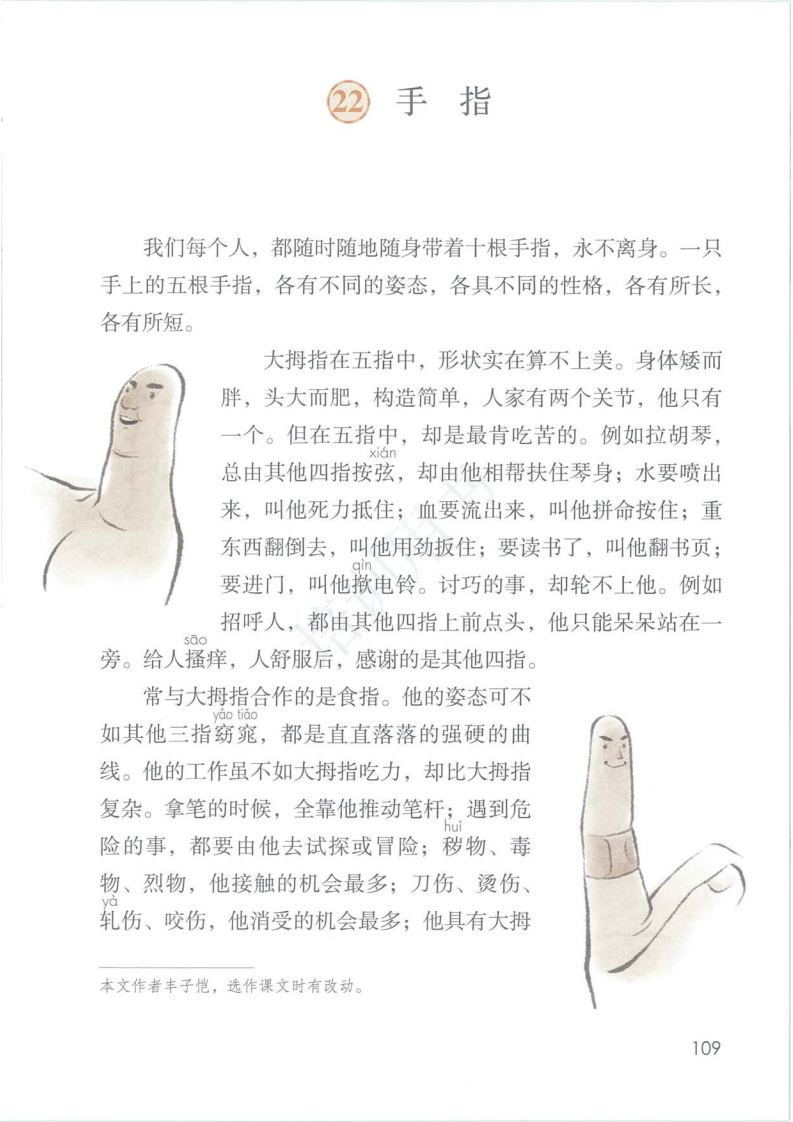 22 手 指
我们每个人，都随时随地随身带着十根手指，永不离身。一只
手上的五根手指，各有不同的姿态，各具不同的性格，各有所长，
各有所短。
大拇指在五指中，形状实在算不上美。身体矮而
胖，头大而肥，构造简单，人家有两个关节，他只有
一个。但在五指中，却是最肯吃苦的。例如拉胡琴，
xián
总由其他四指按弦，却由他相帮扶住琴身；水要喷出
来，叫他死力抵住；血要流出来，叫他拼命按住；重
东西翻倒去，叫他用劲扳住；要读书了，叫他翻书页；
qìn
要进门，叫他揿电铃。讨巧的事，却轮不上他。例如
招呼人，都由其他四指上前点头，他只能呆呆站在一
sāo
旁。给人搔痒，人舒服后，感谢的是其他四指。
常与大拇指合作的是食指。他的姿态可不
yǎo tiǎo
如其他三指窈窕，都是直直落落的强硬的曲
线。他的工作虽不如大拇指吃力，却比大拇指
复杂。拿笔的时候，全靠他推动笔杆；遇到危
huì
险的事，都要由他去试探或冒险；秽物、毒
物、烈物，他接触的机会最多；刀伤、烫伤、
yà
轧伤、咬伤，他消受的机会最多；他具有大拇
本文作者丰子恺，选作课文时有改动。
109